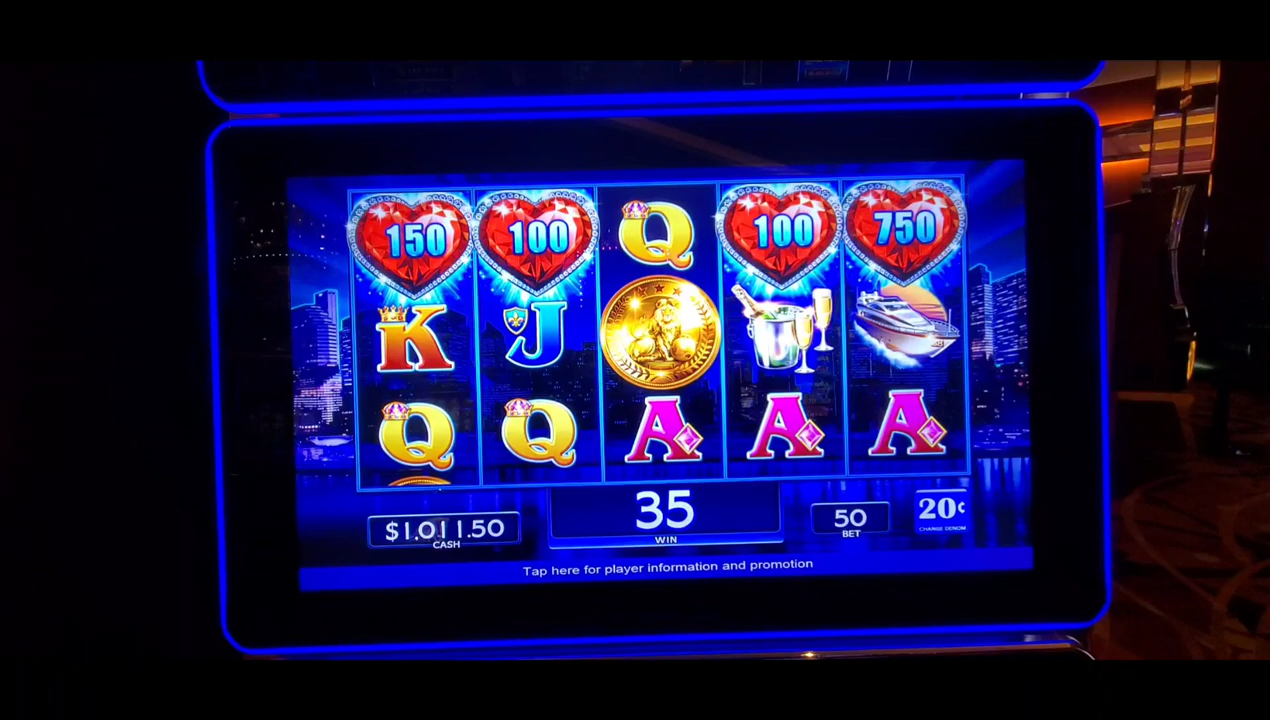 150 100 Q 100 750
K J
Q Q A A A
$1,011.50
CASH
35
WIN
50
BET
20¢
CHANGE DENOM
Tap here for player information and promotion